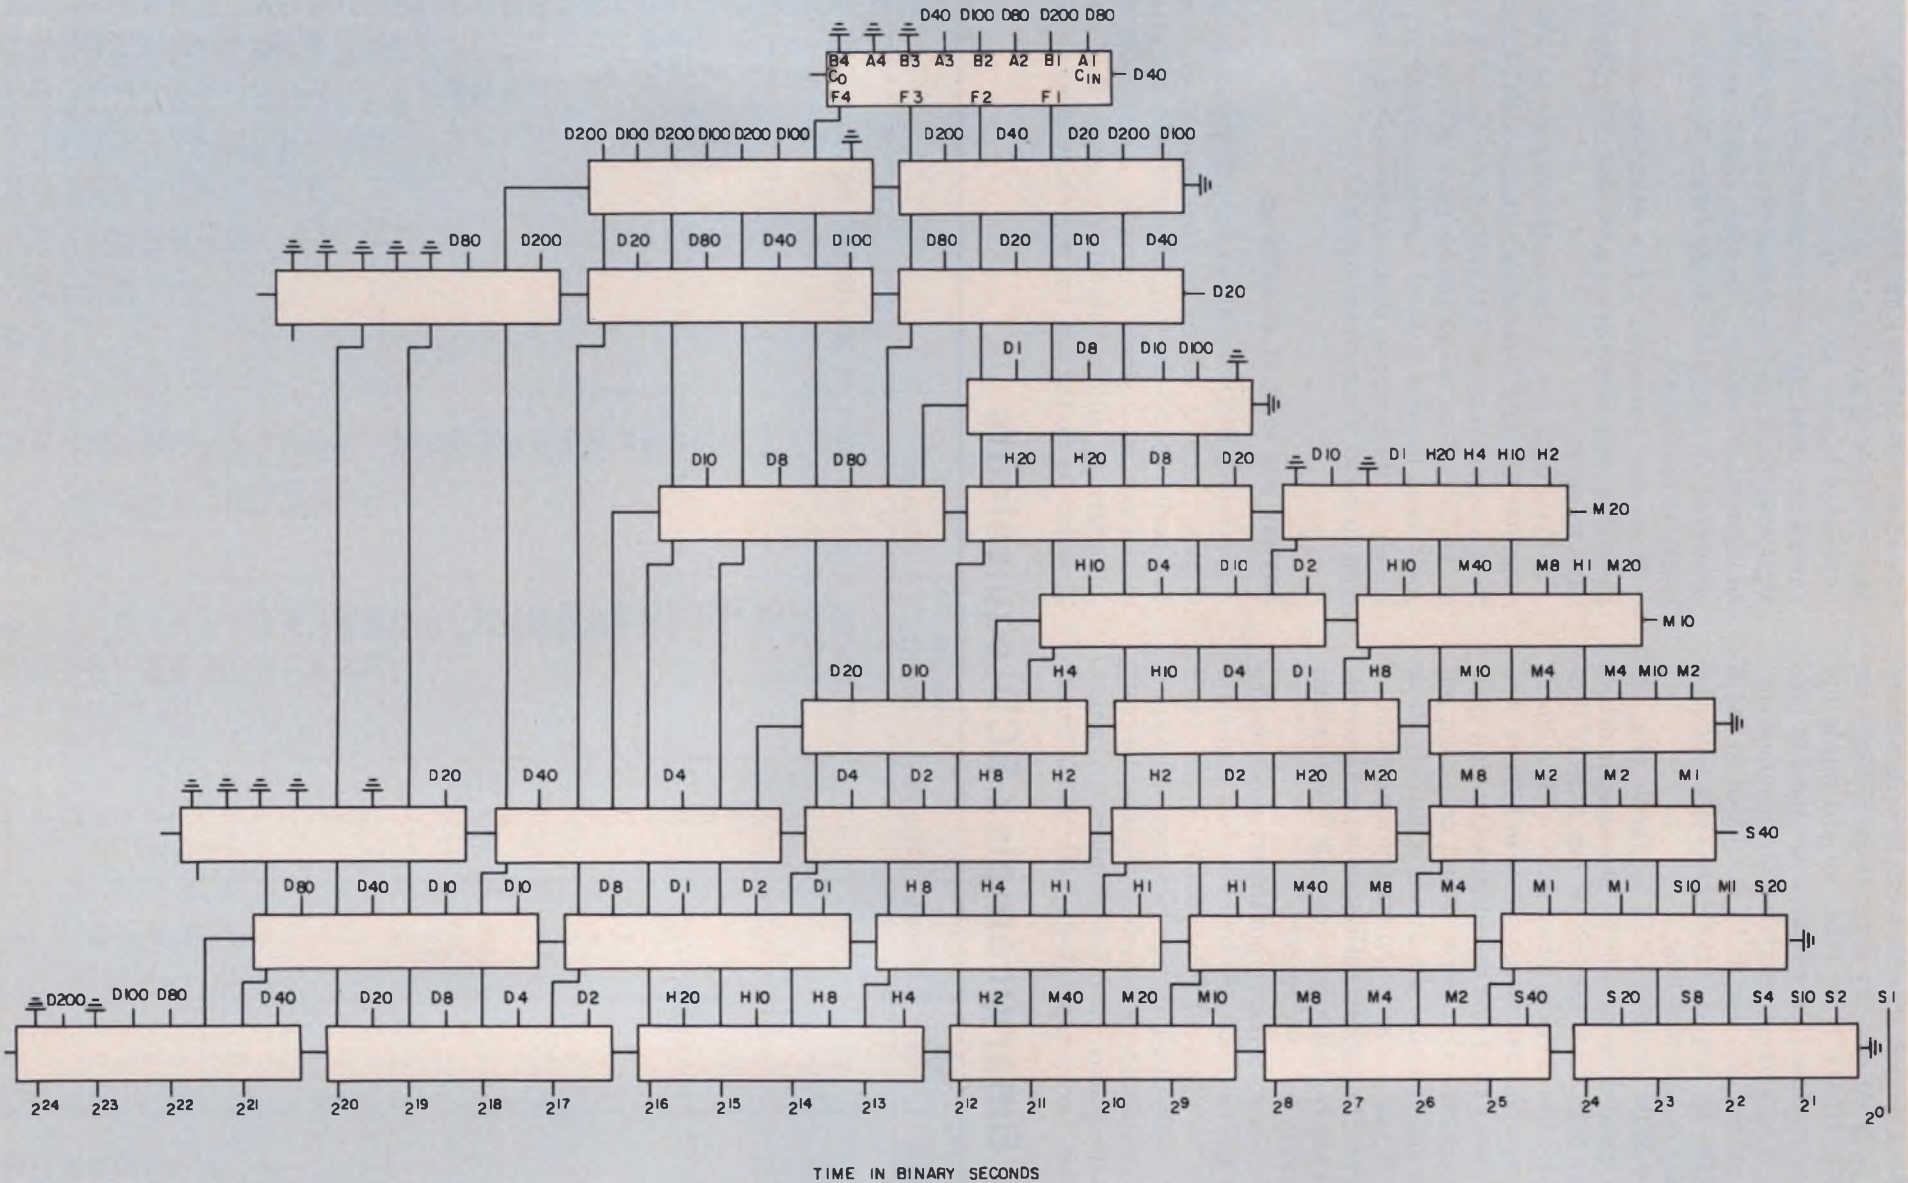 D40 D100 D80 D200 D80
B4 A4 B3 A3 B2 A2 B1 A1
CO CIN D40
F4 F3 F2 F1
D200 D100 D200 D100 D200 D100 D200 D40 D20 D200 D100
D80 D200 D20 D80 D40 D100 D80 D20 D10 D40
D20
D1 D8 D10 D100
D10 D8 D80 H20 H20 D8 D20 D10 D1 H20 H4 H10 H2
M20
H10 D4 D10 D2 H10 M40 M8 H1 M20
M10
D20 D10 H4 H10 D4 D1 H8 M10 M4 M4 M10 M2
D20 D40 D4 D4 D2 H8 H2 H2 D2 H20 M20 M8 M2 M2 M1
S40
D80 D40 D10 D10 D8 D1 D2 D1 H8 H4 H1 H1 H1 M40 M8 M4 M1 M1 S10 M1 S20
D200 D100 D80 D40 D20 D8 D4 D2 H20 H10 H8 H4 H2 M40 M20 M10 M8 M4 M2 S40 S20 S8 S4 S10 S2 S1
2²⁴ 2²³ 2²² 2²¹ 2²⁰ 2¹⁹ 2¹⁸ 2¹⁷ 2¹⁶ 2¹⁵ 2¹⁴ 2¹³ 2¹² 2¹¹ 2¹⁰ 2⁹ 2⁸ 2⁷ 2⁶ 2⁵ 2⁴ 2³ 2² 2¹ 2⁰
TIME IN BINARY SECONDS